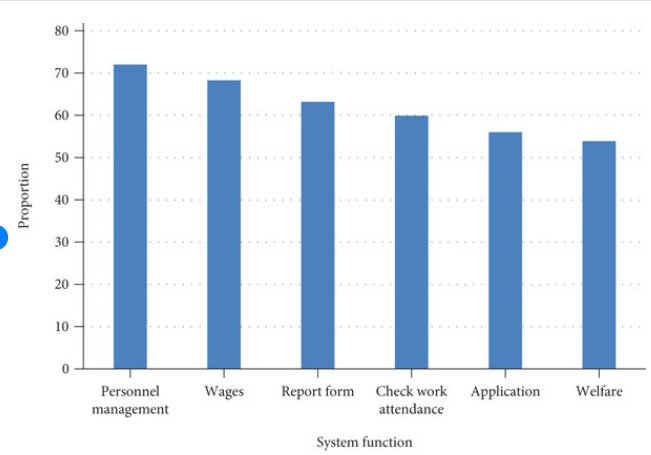 80
70
60
50
40
30
20
10
0
Proportion
Personnel management
Wages
Report form
Check work attendance
Application
Welfare
System function